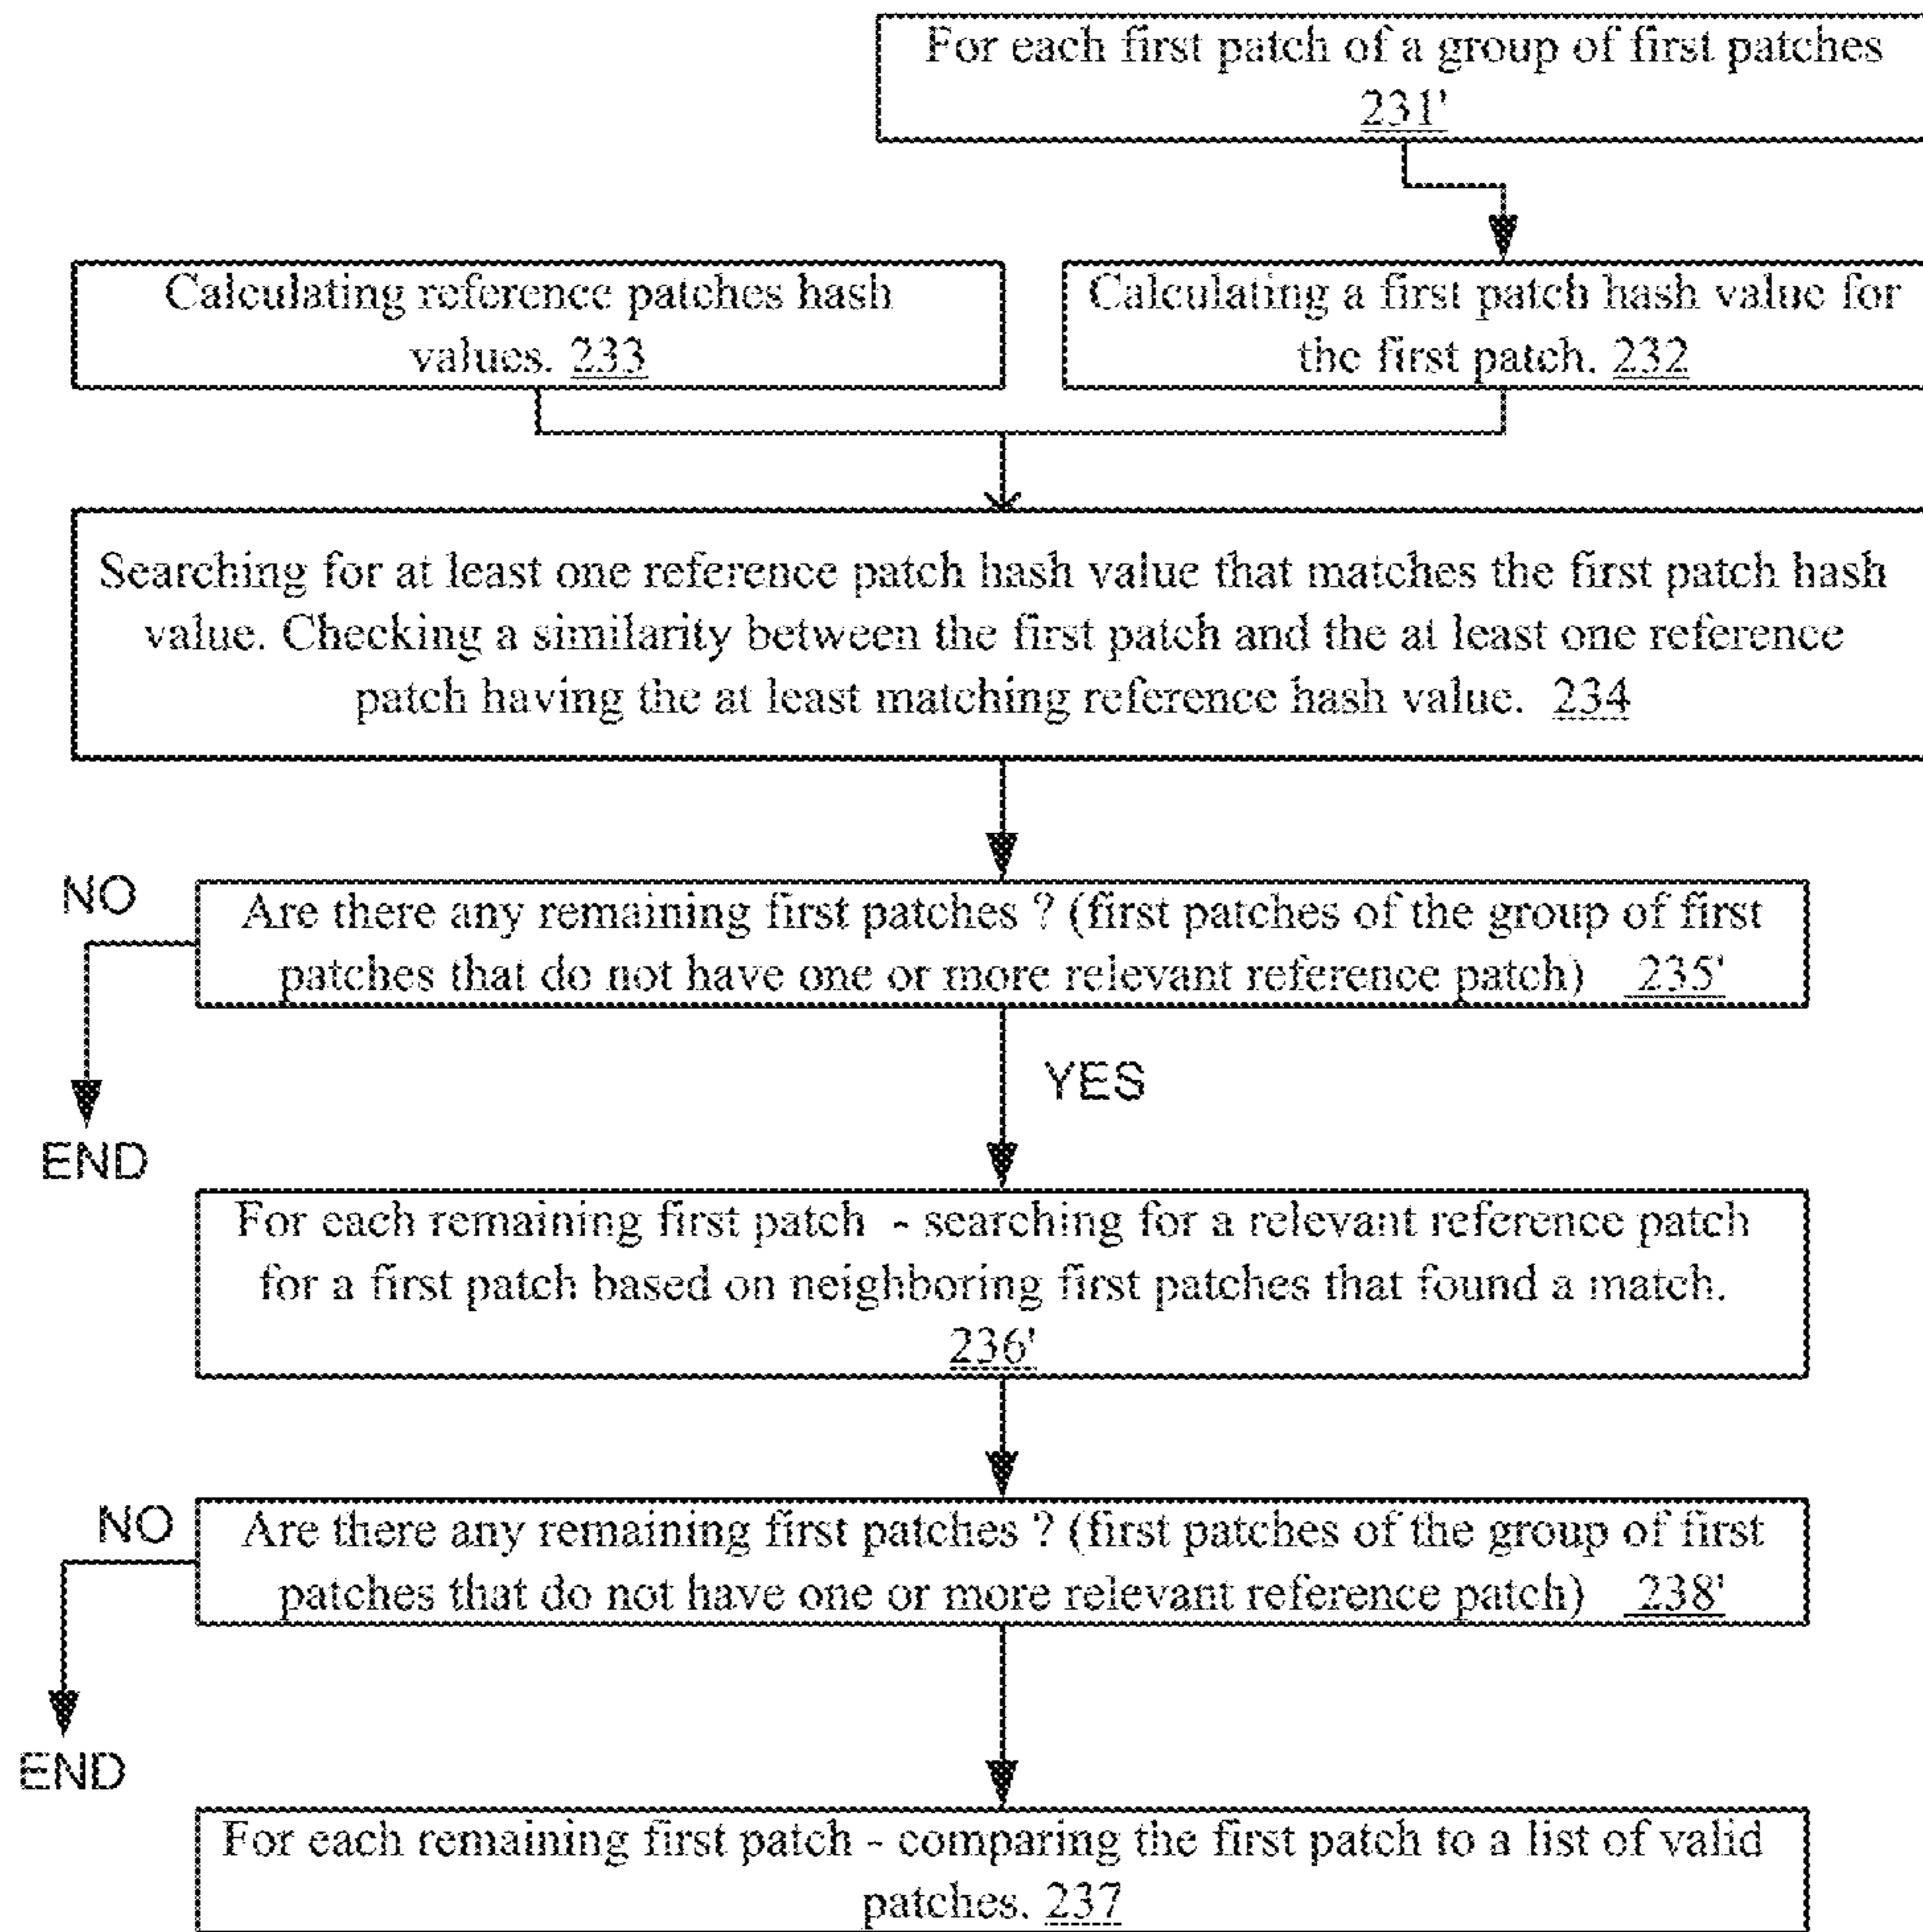 For each first patch of a group of first patches
231'
Calculating reference patches hash
values. 233
Calculating a first patch hash value for
the first patch. 232
Searching for at least one reference patch hash value that matches the first patch hash
value. Checking a similarity between the first patch and the at least one reference
patch having the at least matching reference hash value. 234
NO
Are there any remaining first patches ? (first patches of the group of first
patches that do not have one or more relevant reference patch) 235'
YES
END
For each remaining first patch - searching for a relevant reference patch
for a first patch based on neighboring first patches that found a match.
236'
NO
Are there any remaining first patches ? (first patches of the group of first
patches that do not have one or more relevant reference patch) 238'
END
For each remaining first patch - comparing the first patch to a list of valid
patches. 237